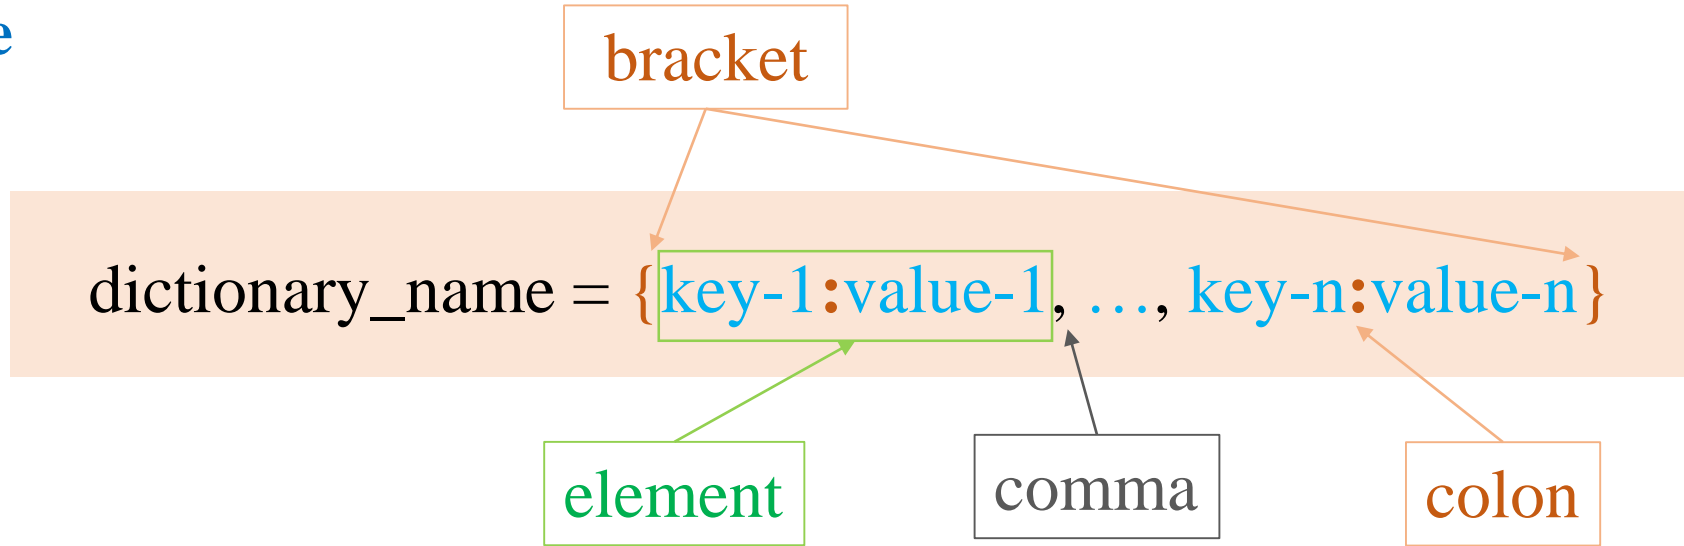 e
bracket
dictionary_name = {key-1:value-1, …, key-n:value-n}
element
comma
colon